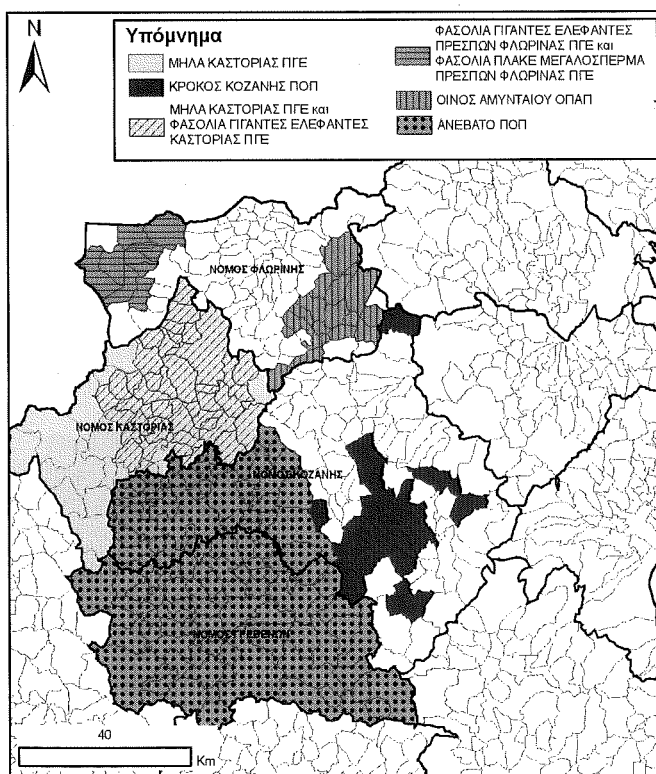 N
Υπόμνημα
ΜΗΛΑ ΚΑΣΤΟΡΙΑΣ ΠΓΕ
ΚΡΟΚΟΣ ΚΟΖΑΝΗΣ ΠΟΠ
ΜΗΛΑ ΚΑΣΤΟΡΙΑΣ ΠΓΕ και
ΦΑΣΟΛΙΑ ΓΙΓΑΝΤΕΣ ΕΛΕΦΑΝΤΕΣ
ΚΑΣΤΟΡΙΑΣ ΠΓΕ
ΦΑΣΟΛΙΑ ΓΙΓΑΝΤΕΣ ΕΛΕΦΑΝΤΕΣ
ΠΡΕΣΠΩΝ ΦΛΩΡΙΝΑΣ ΠΓΕ και
ΦΑΣΟΛΙΑ ΠΛΑΚΕ ΜΕΓΑΛΟΣΠΕΡΜΑ
ΠΡΕΣΠΩΝ ΦΛΩΡΙΝΑΣ ΠΓΕ
ΟΙΝΟΣ ΑΜΥΝΤΑΙΟΥ ΟΠΑΠ
ΑΝΕΒΑΤΟ ΠΟΠ
ΝΟΜΟΣ ΦΛΩΡΙΝΗΣ
ΝΟΜΟΣ ΚΑΣΤΟΡΙΑΣ
ΝΟΜΟΣ ΚΟΖΑΝΗΣ
ΝΟΜΟΣ ΓΡΕΒΕΝΩΝ
40
Km